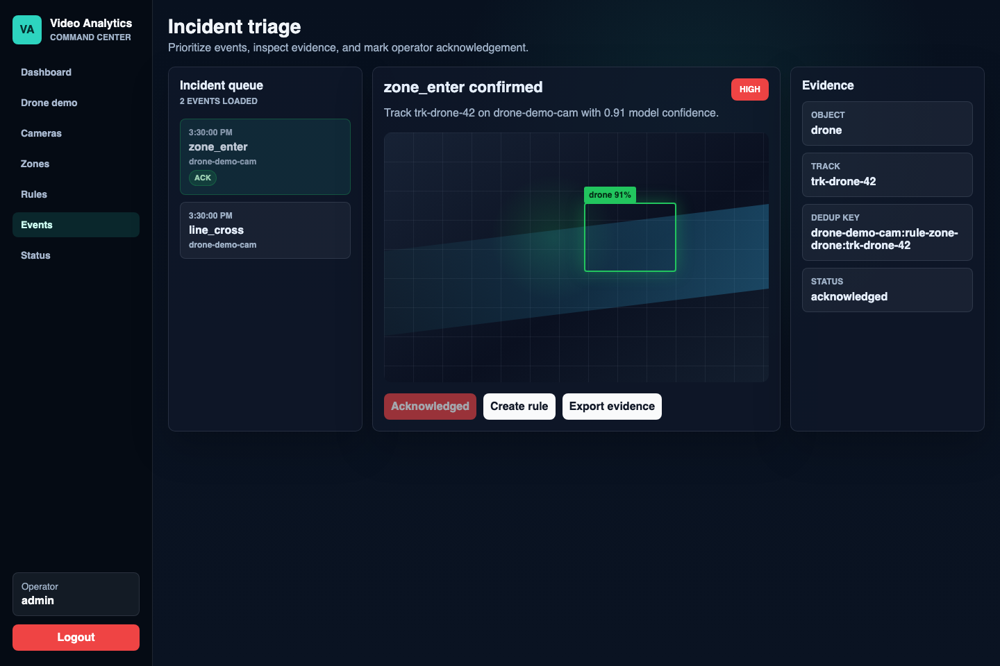 VA
Video Analytics
COMMAND CENTER
Dashboard
Drone demo
Cameras
Zones
Rules
Events
Status
Operator
admin
Logout
Incident triage
Prioritize events, inspect evidence, and mark operator acknowledgement.
Incident queue
2 EVENTS LOADED
3:30:00 PM
zone_enter
drone-demo-cam
ACK
3:30:00 PM
line_cross
drone-demo-cam
zone_enter confirmed
HIGH
Track trk-drone-42 on drone-demo-cam with 0.91 model confidence.
drone 91%
Acknowledged
Create rule
Export evidence
Evidence
OBJECT
drone
TRACK
trk-drone-42
DEDUP KEY
drone-demo-cam:rule-zone-
drone:trk-drone-42
STATUS
acknowledged